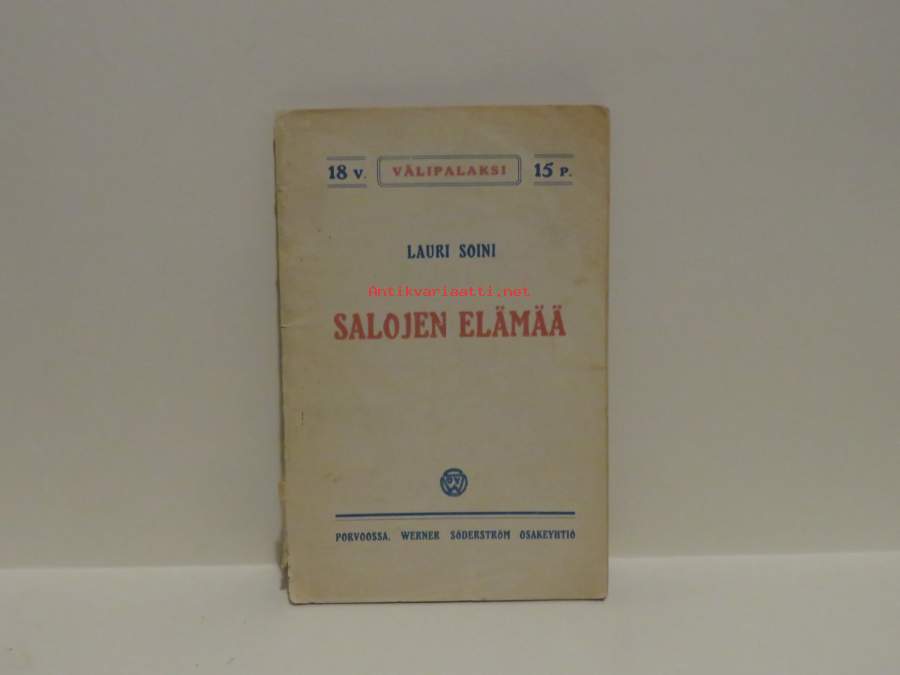 18 V. VÄLIPALAKSI 15 P.
LAURI SOINI
Antikvariaatti.net
SALOJEN ELÄMÄÄ
PORVOOSSA, WERNER SÖDERSTRÖM OSAKEYHTIÖ